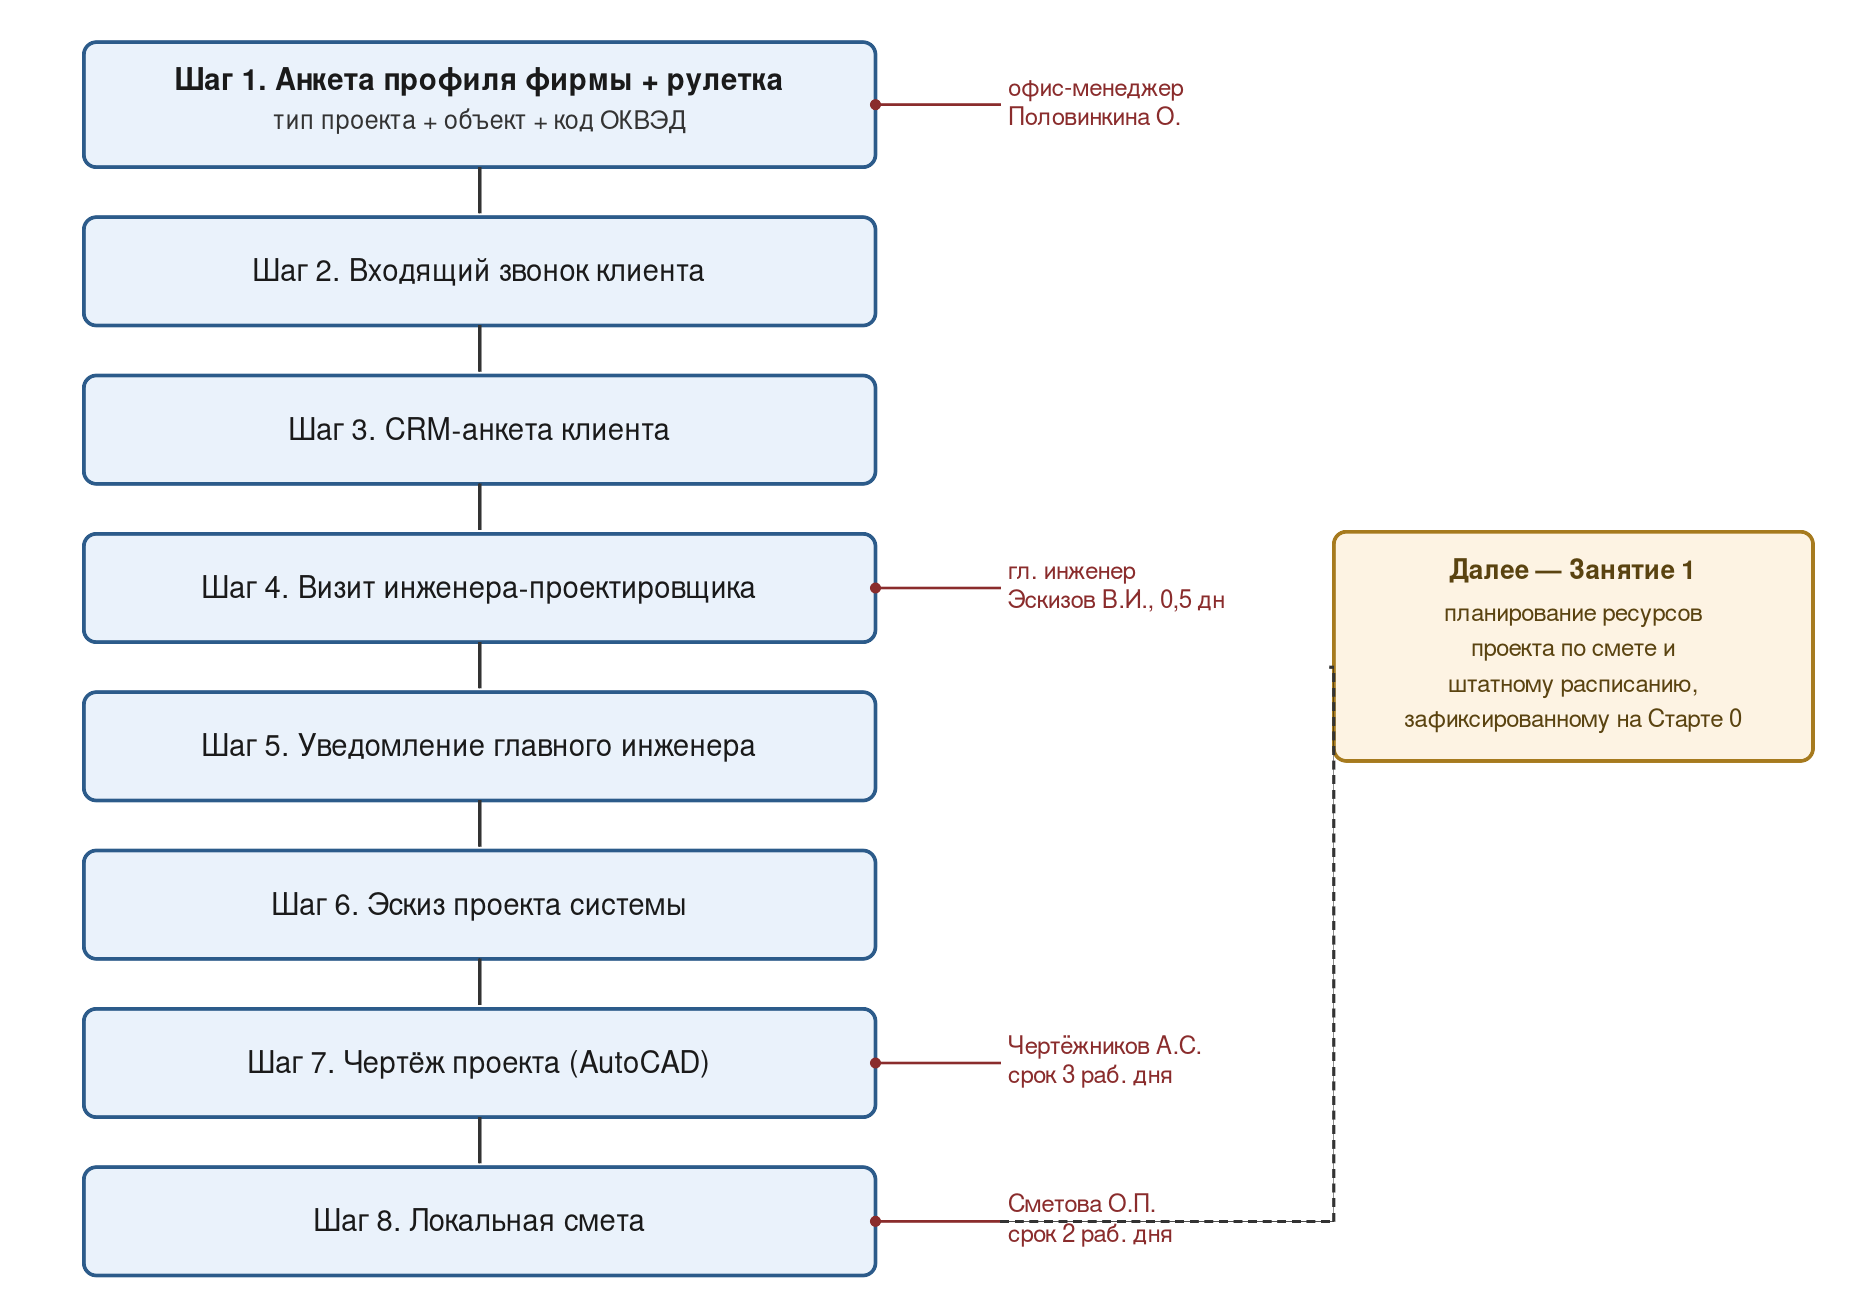 Шаг 1. Анкета профиля фирмы + рулетка
тип проекта + объект + код ОКВЭД
офис-менеджер
Половинкина О.
Шаг 2. Входящий звонок клиента
Шаг 3. CRM-анкета клиента
Шаг 4. Визит инженера-проектировщика
гл. инженер
Эскизов В.И., 0,5 дн
Далее — Занятие 1
планирование ресурсов
проекта по смете и
штатному расписанию,
зафиксированному на Старте 0
Шаг 5. Уведомление главного инженера
Шаг 6. Эскиз проекта системы
Шаг 7. Чертёж проекта (AutoCAD)
Чертёжников А.С.
срок 3 раб. дня
Шаг 8. Локальная смета
Сметова О.П.
срок 2 раб. дня